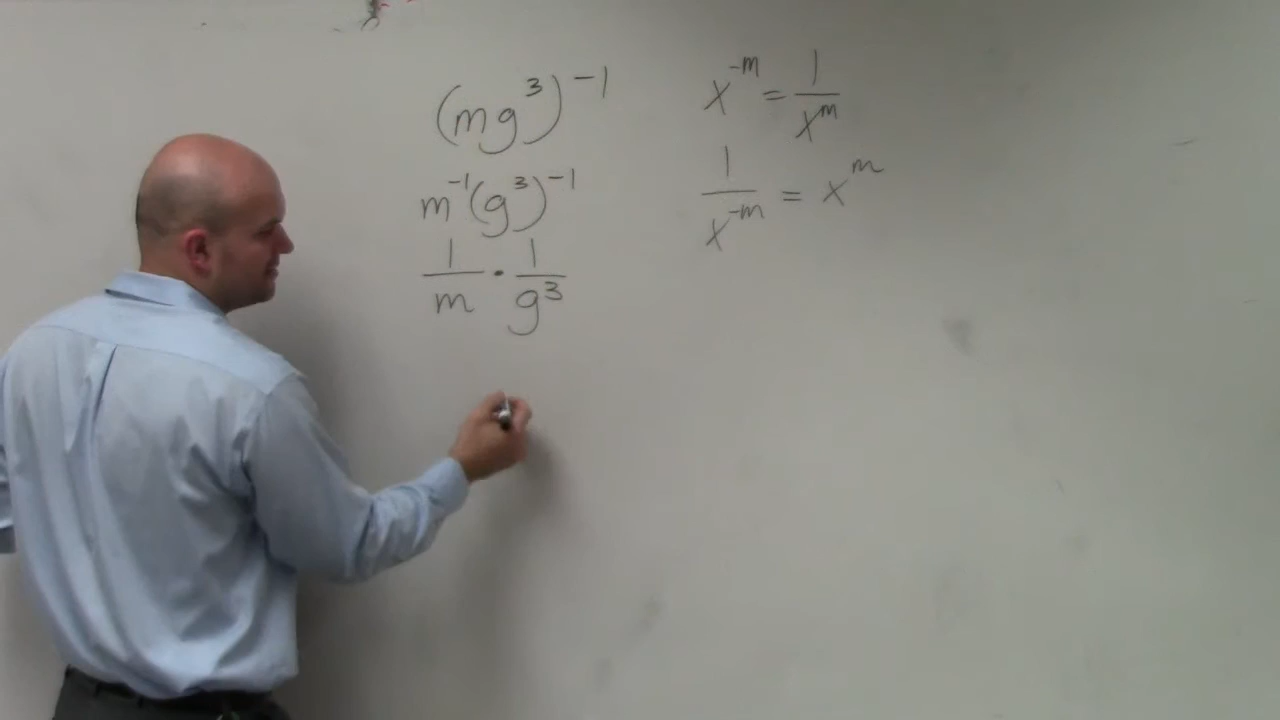 (mg³)⁻¹
m⁻¹(g³)⁻¹
1/m · 1/g³
x⁻ᵐ = 1/xᵐ
1/x⁻ᵐ = xᵐ